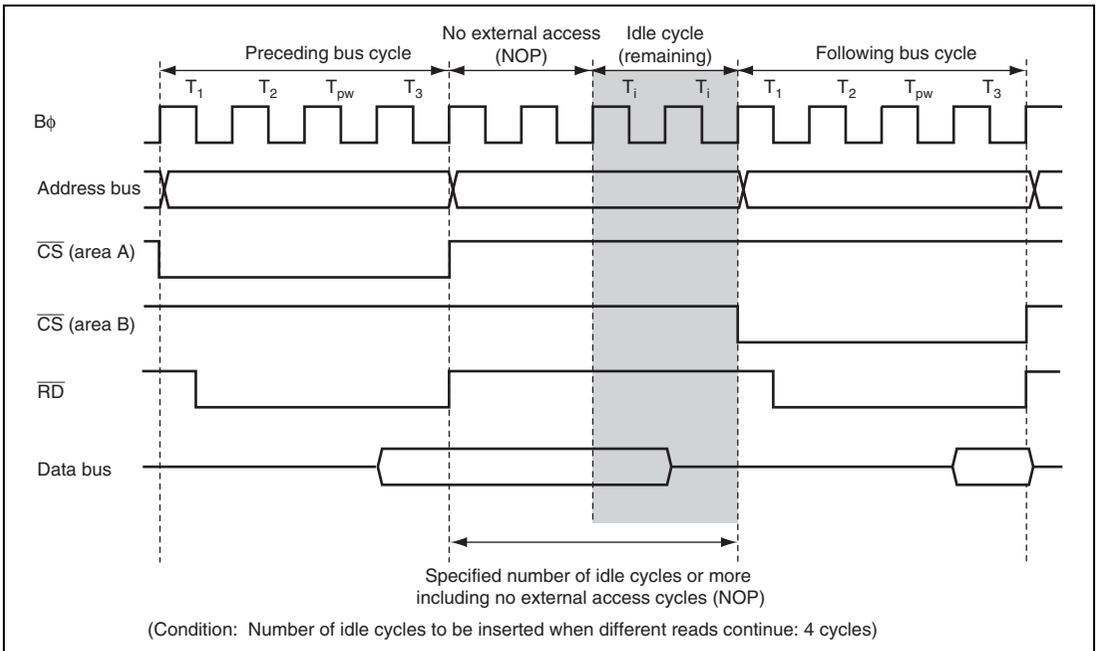 No external access
(NOP)
Idle cycle
(remaining)
Preceding bus cycle
Following bus cycle
T1 T2 Tpw T3 Ti Ti T1 T2 Tpw T3
Bϕ
Address bus
CS (area A)
CS (area B)
RD
Data bus
Specified number of idle cycles or more
including no external access cycles (NOP)
(Condition: Number of idle cycles to be inserted when different reads continue: 4 cycles)